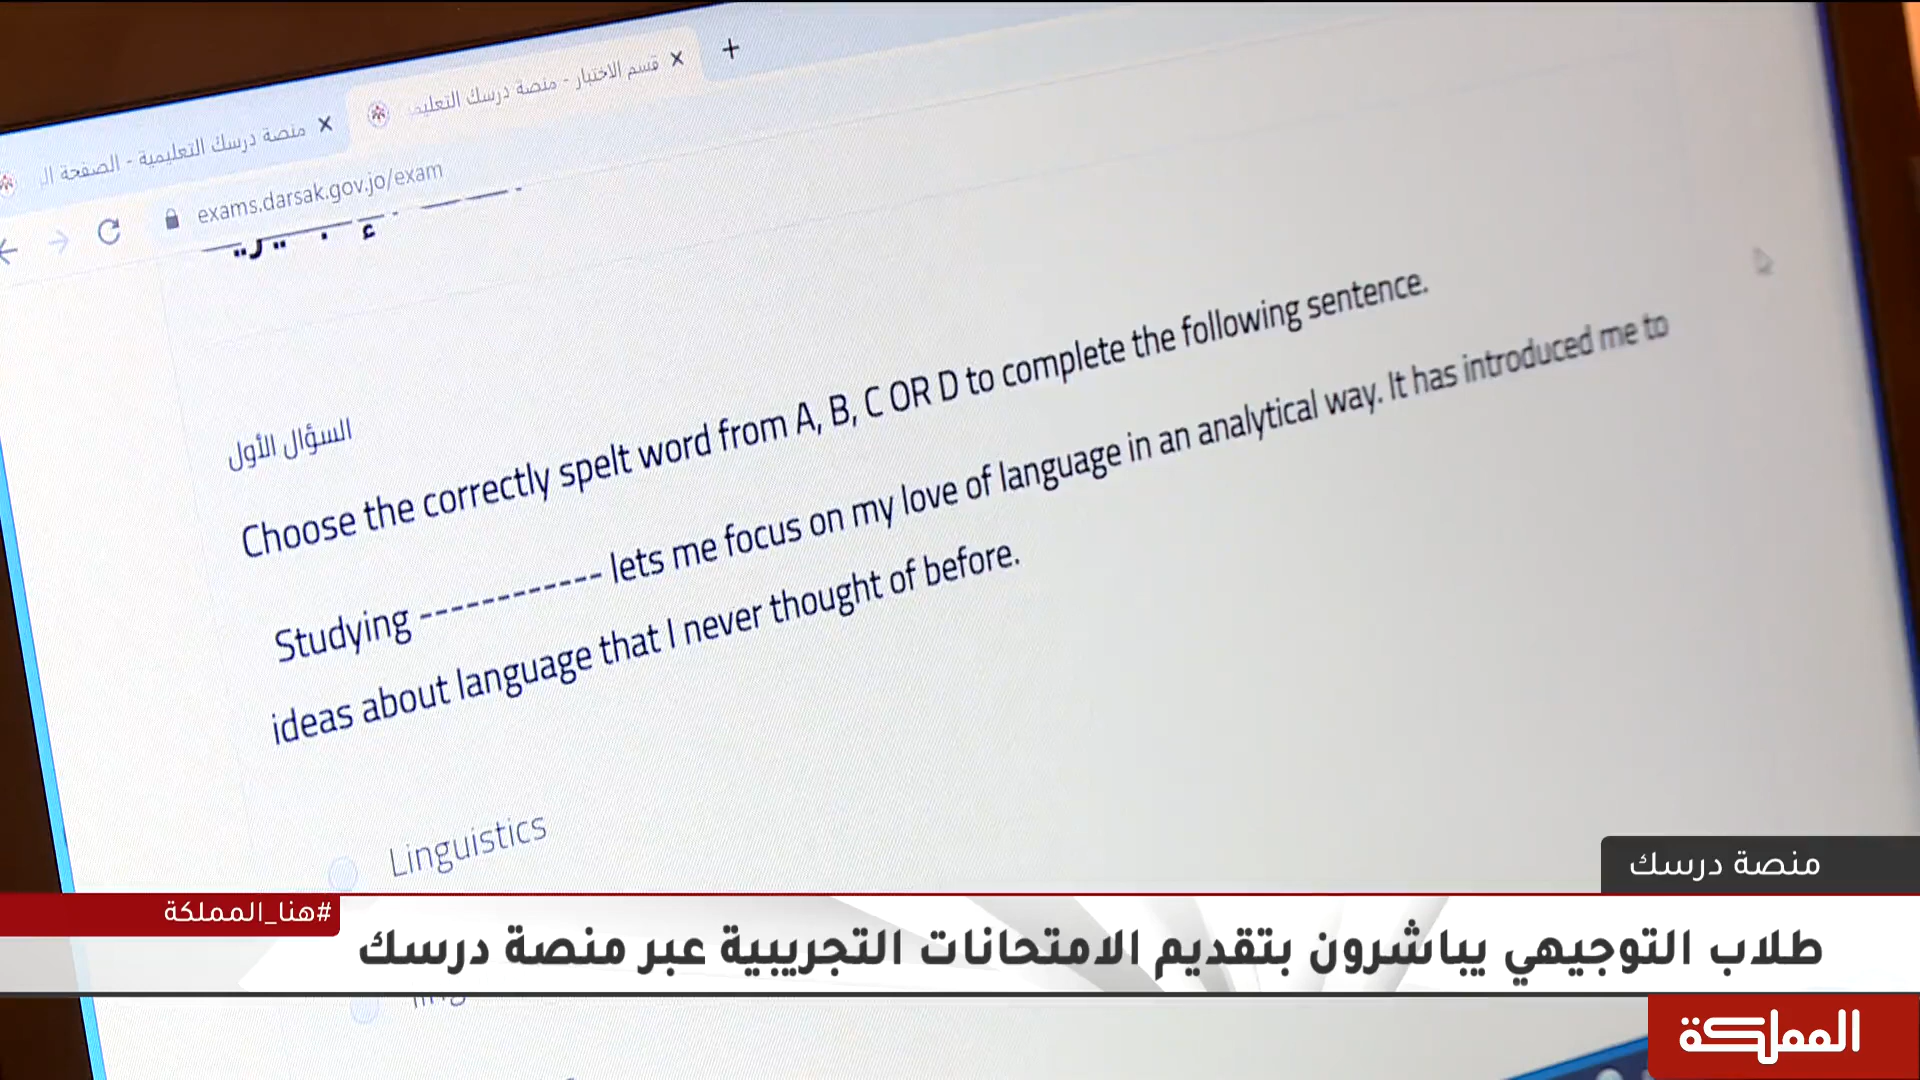 منصة درسك التعليمية - الصفحة ال
قسم الاختبار - منصة درسك التعليم
exams.darsak.gov.jo/exam
السؤال الأول
Choose the correctly spelt word from A, B, C OR D to complete the following sentence.
Studying ------------ lets me focus on my love of language in an analytical way. It has introduced me to
ideas about language that I never thought of before.
Linguistics
منصة درسك
#هنا_المملكة
طلاب التوجيهي يباشرون بتقديم الامتحانات التجريبية عبر منصة درسك
المملكة